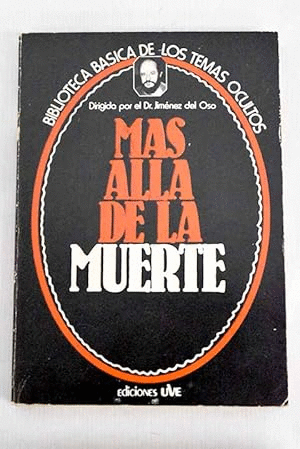 BIBLIOTECA BASICA DE LOS TEMAS OCULTOS
Dirigido por el Dr. Jiménez del Oso
MAS
ALLA
DE LA
MUERTE
EDICIONES UVE